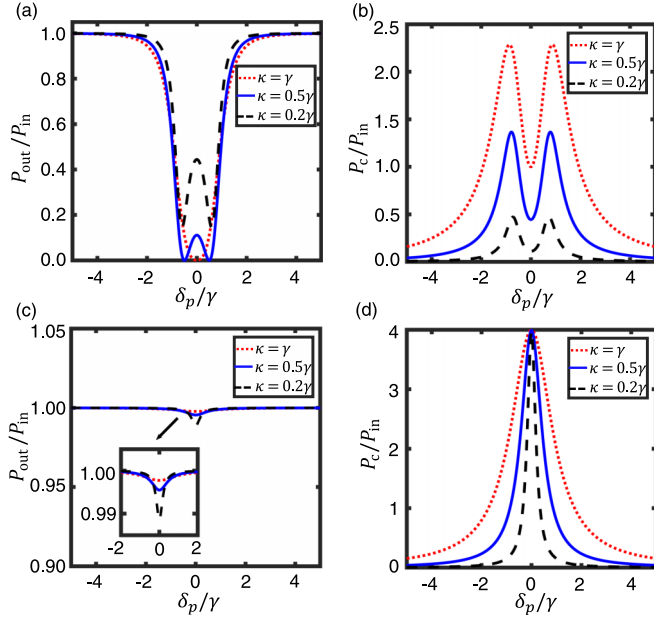 (a)
1.0
0.8
0.6
0.4
0.2
0.0
P_out/P_in
κ = γ
κ = 0.5γ
κ = 0.2γ
-4 -2 0 2 4
δ_p/γ
(b)
2.5
2.0
1.5
1.0
0.5
0.0
P_c/P_in
κ = γ
κ = 0.5γ
κ = 0.2γ
-4 -2 0 2 4
δ_p/γ
(c)
1.05
1.00
0.95
0.90
P_out/P_in
κ = γ
κ = 0.5γ
κ = 0.2γ
1.00
0.99
-2 0 2
-4 -2 0 2 4
δ_p/γ
(d)
4
3
2
1
0
P_c/P_in
κ = γ
κ = 0.5γ
κ = 0.2γ
-4 -2 0 2 4
δ_p/γ